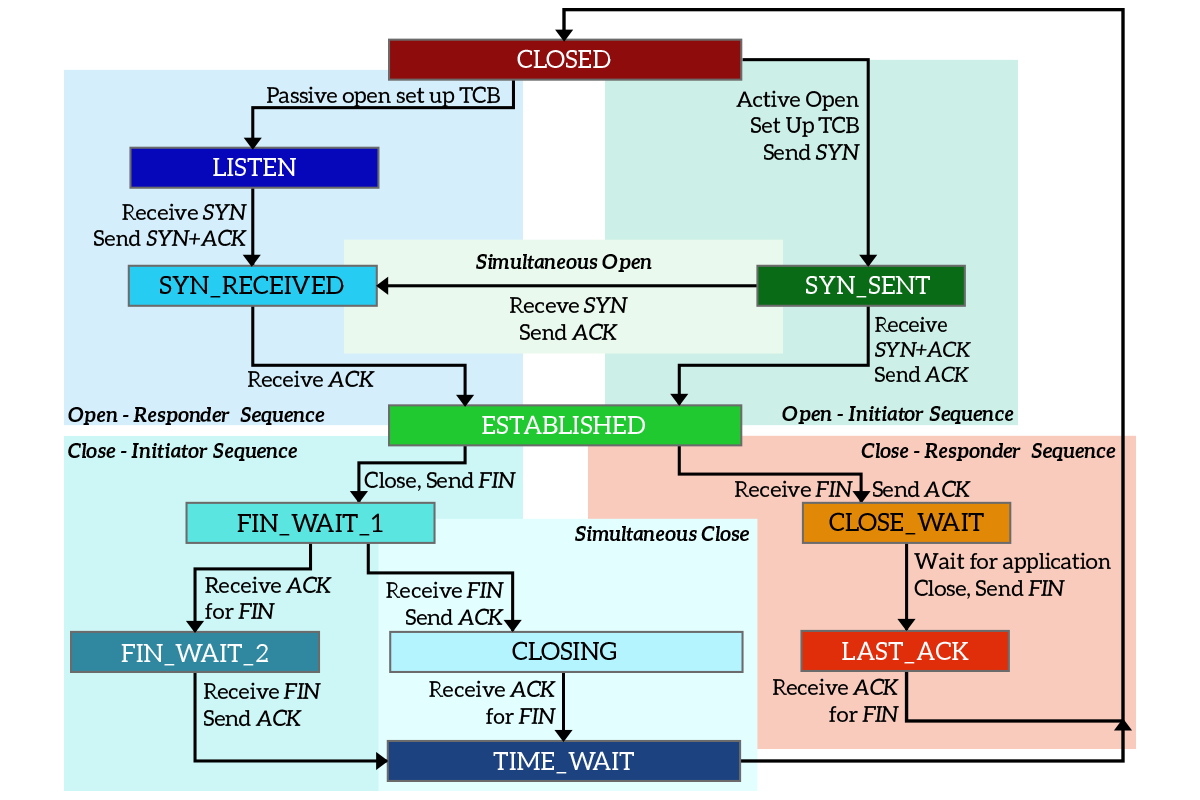 CLOSED
Passive open set up TCB
Active Open
Set Up TCB
Send SYN
LISTEN
Receive SYN
Send SYN+ACK
Simultaneous Open
SYN_RECEIVED
SYN_SENT
Receve SYN
Send ACK
Receive
SYN+ACK
Send ACK
Receive ACK
Open - Responder Sequence
ESTABLISHED
Open - Initiator Sequence
Close - Initiator Sequence
Close - Responder Sequence
Close, Send FIN
Receive FIN
Send ACK
FIN_WAIT_1
CLOSE_WAIT
Simultaneous Close
Receive ACK
for FIN
Receive FIN
Send ACK
Wait for application
Close, Send FIN
FIN_WAIT_2
CLOSING
LAST_ACK
Receive FIN
Send ACK
Receive ACK
for FIN
Receive ACK
for FIN
TIME_WAIT